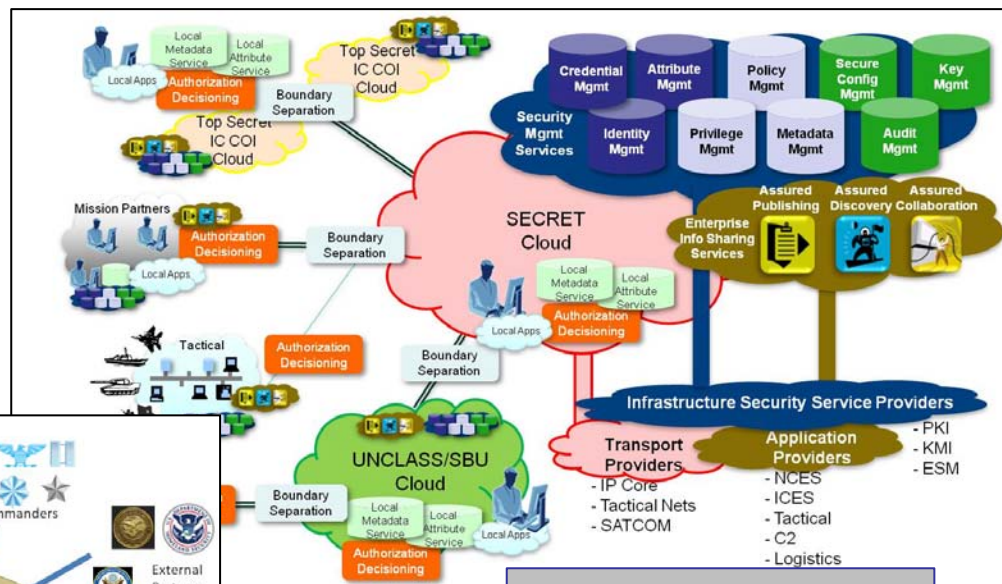 Local
Metadata
Service
Local
Attribute
Service
Local Apps
Authorization
Decisioning
Boundary
Separation
Top Secret
IC COI
Cloud
Top Secret
IC COI
Cloud
Credential
Mgmt
Attribute
Mgmt
Policy
Mgmt
Secure
Config
Mgmt
Key
Mgmt
Security
Mgmt
Services
Identity
Mgmt
Privilege
Mgmt
Metadata
Mgmt
Audit
Mgmt
Mission Partners
Authorization
Decisioning
Local Apps
Boundary
Separation
SECRET
Cloud
Local
Metadata
Service
Local
Attribute
Service
Authorization
Decisioning
Local Apps
Enterprise
Info Sharing
Services
Assured
Publishing
Assured
Discovery
Assured
Collaboration
Tactical
Authorization
Decisioning
Boundary
Separation
Infrastructure Security Service Providers
- PKI
- KMI
- ESM
Transport
Providers
- IP Core
- Tactical Nets
- SATCOM
Application
Providers
- NCES
- ICES
- Tactical
- C2
- Logistics
UNCLASS/SBU
Cloud
Local
Metadata
Service
Local
Attribute
Service
Authorization
Decisioning
Local Apps
Boundary
Separation
External